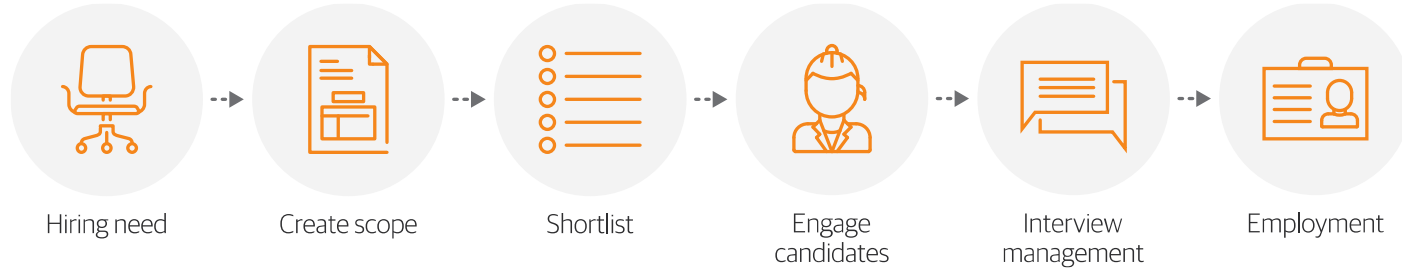 Hiring need
Create scope
Shortlist
Engage
candidates
Interview
management
Employment